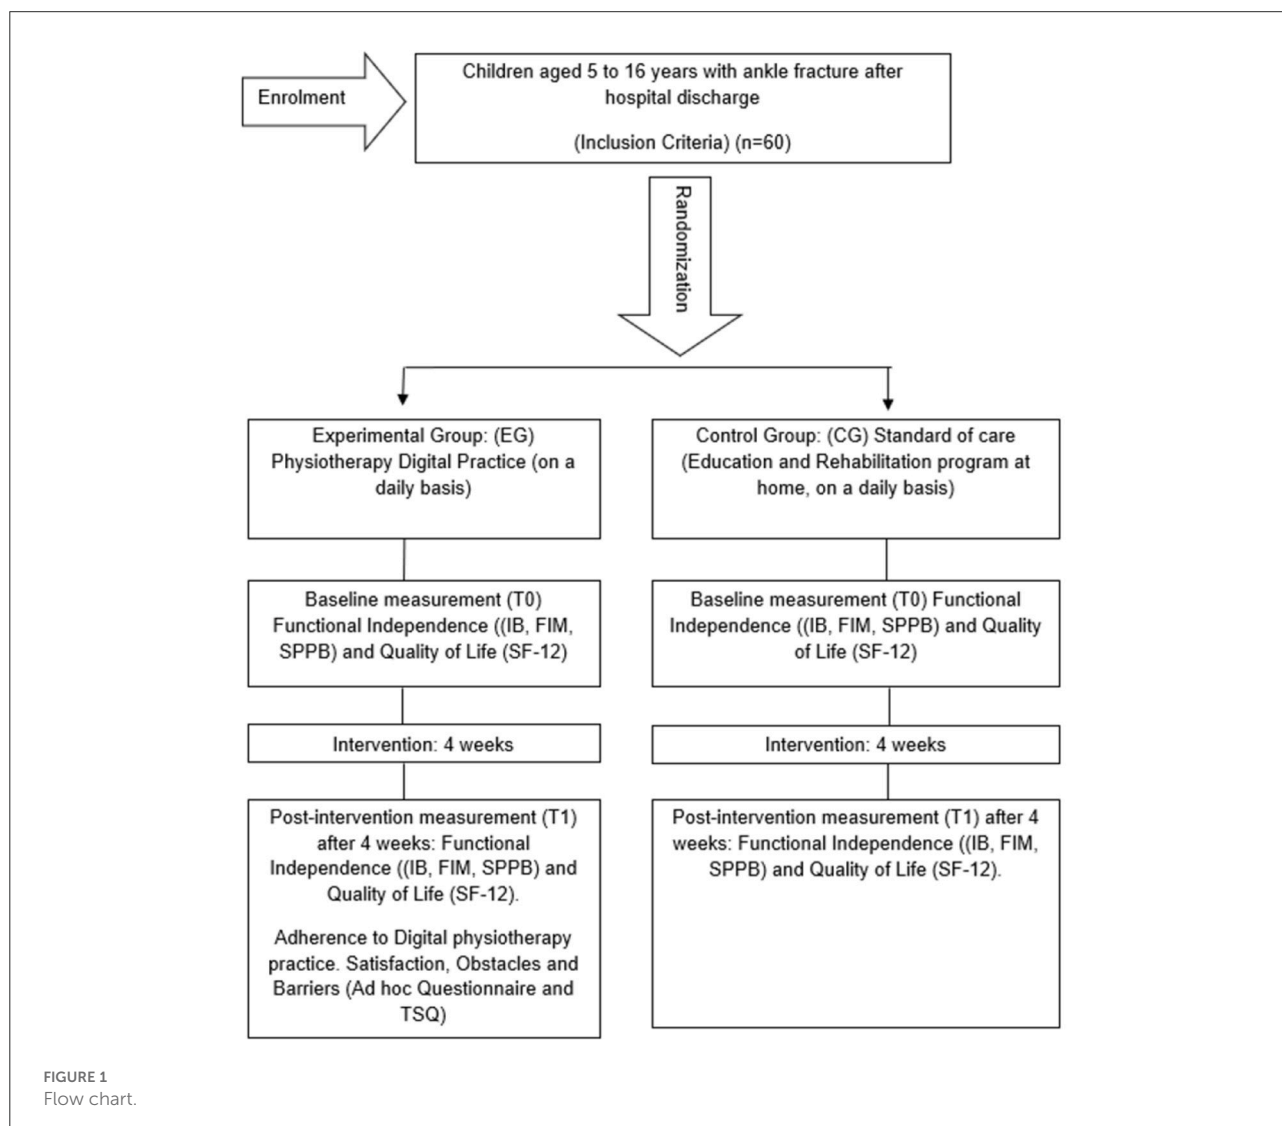 Enrolment
Children aged 5 to 16 years with ankle fracture after
hospital discharge
(Inclusion Criteria) (n=60)
Randomization
Experimental Group: (EG)
Physiotherapy Digital Practice (on a
daily basis)
Control Group: (CG) Standard of care
(Education and Rehabilitation program at
home, on a daily basis)
Baseline measurement (T0)
Functional Independence ((IB, FIM,
SPPB) and Quality of Life (SF-12)
Baseline measurement (T0) Functional
Independence ((IB, FIM, SPPB) and Quality
of Life (SF-12)
Intervention: 4 weeks
Intervention: 4 weeks
Post-intervention measurement (T1)
after 4 weeks: Functional
Independence ((IB, FIM, SPPB) and
Quality of Life (SF-12).
Adherence to Digital physiotherapy
practice. Satisfaction, Obstacles and
Barriers (Ad hoc Questionnaire and
TSQ)
Post-intervention measurement (T1) after 4
weeks: Functional Independence ((IB, FIM,
SPPB) and Quality of Life (SF-12).
FIGURE 1
Flow chart.